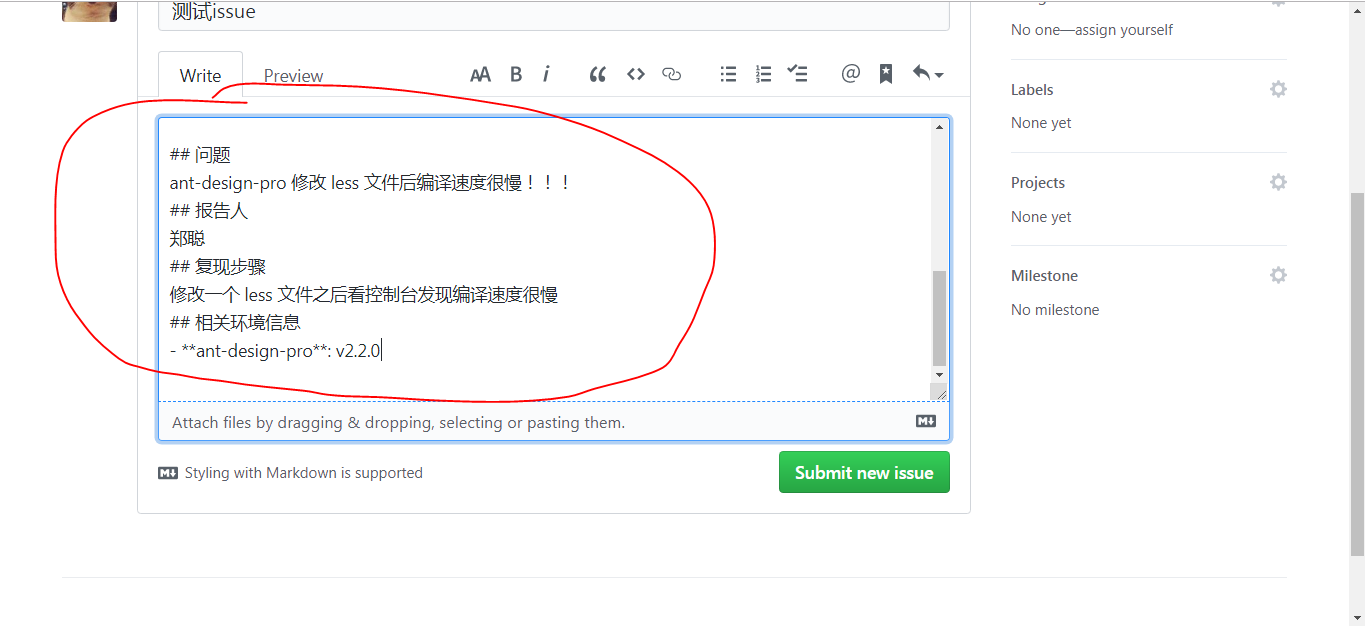 测试issue
No one—assign yourself
Write
Preview
AA B i
Labels
None yet
## 问题
ant-design-pro 修改 less 文件后编译速度很慢！！！
## 报告人
郑聪
## 复现步骤
修改一个 less 文件之后看控制台发现编译速度很慢
## 相关环境信息
- **ant-design-pro**: v2.2.0
Projects
None yet
Milestone
No milestone
Attach files by dragging & dropping, selecting or pasting them.
Styling with Markdown is supported
Submit new issue